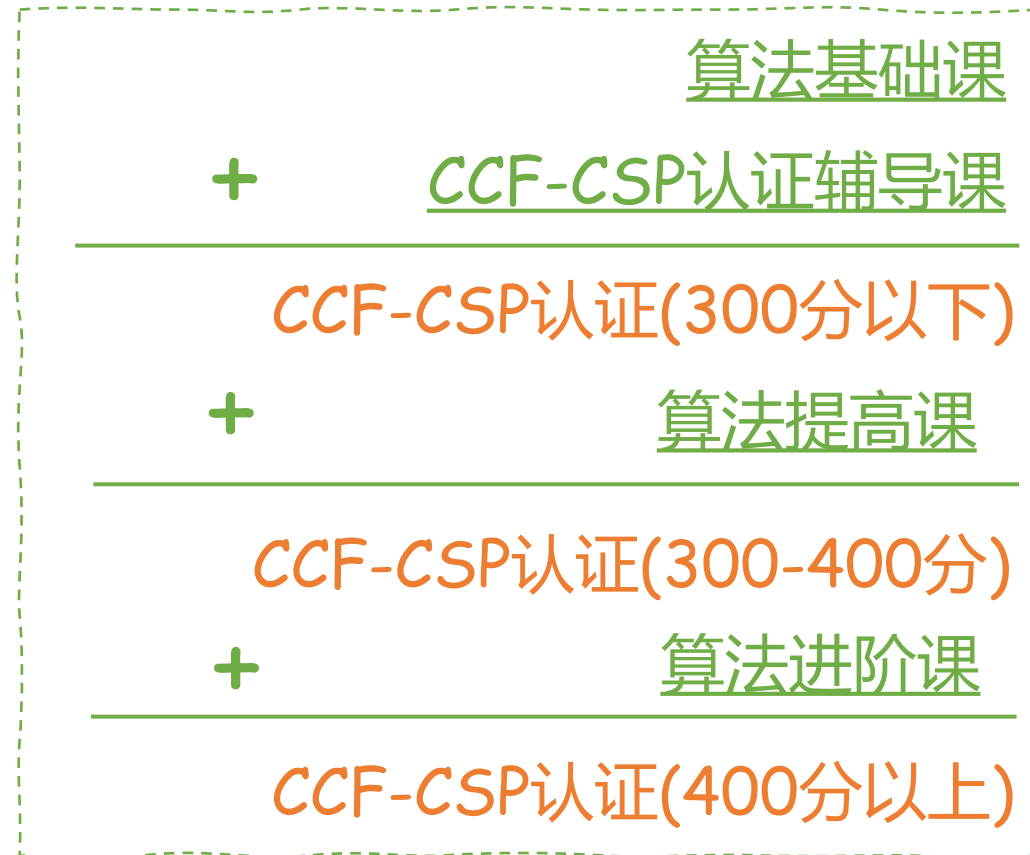 算法基础课
+ CCF-CSP认证辅导课
CCF-CSP认证(300分以下)
+ 算法提高课
CCF-CSP认证(300-400分)
+ 算法进阶课
CCF-CSP认证(400分以上)